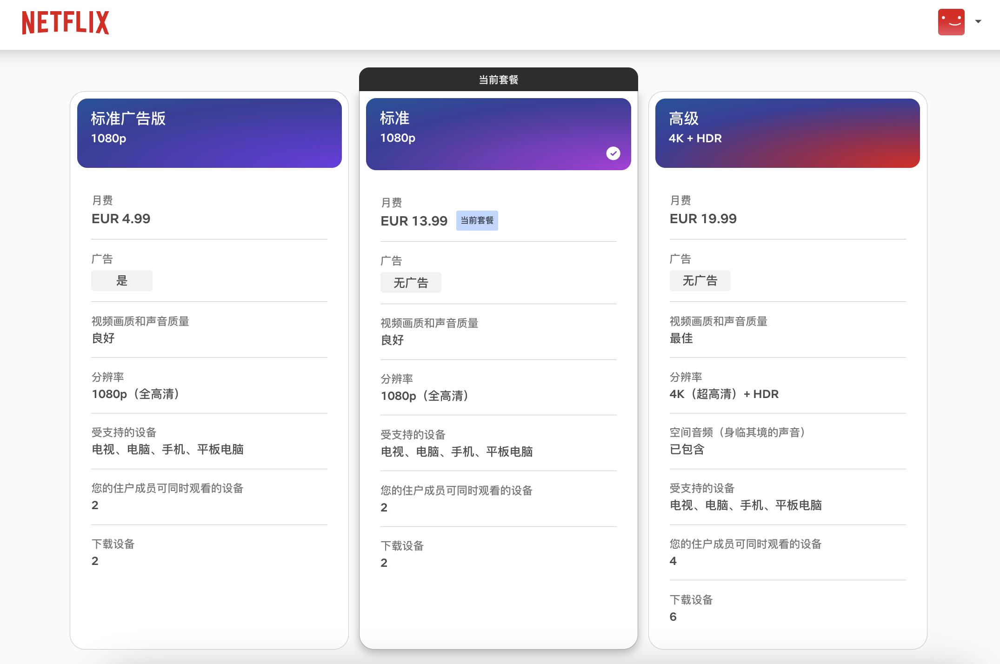 NETFLIX
标准广告版
1080p
月费
EUR 4.99
广告
是
视频画质和声音质量
良好
分辨率
1080p（全高清）
受支持的设备
电视、电脑、手机、平板电脑
您的住户成员可同时观看的设备
2
下载设备
2
当前套餐
标准
1080p
月费
EUR 13.99 当前套餐
广告
无广告
视频画质和声音质量
良好
分辨率
1080p（全高清）
受支持的设备
电视、电脑、手机、平板电脑
您的住户成员可同时观看的设备
2
下载设备
2
高级
4K + HDR
月费
EUR 19.99
广告
无广告
视频画质和声音质量
最佳
分辨率
4K（超高清）+ HDR
空间音频（身临其境的声音）
已包含
受支持的设备
电视、电脑、手机、平板电脑
您的住户成员可同时观看的设备
4
下载设备
6